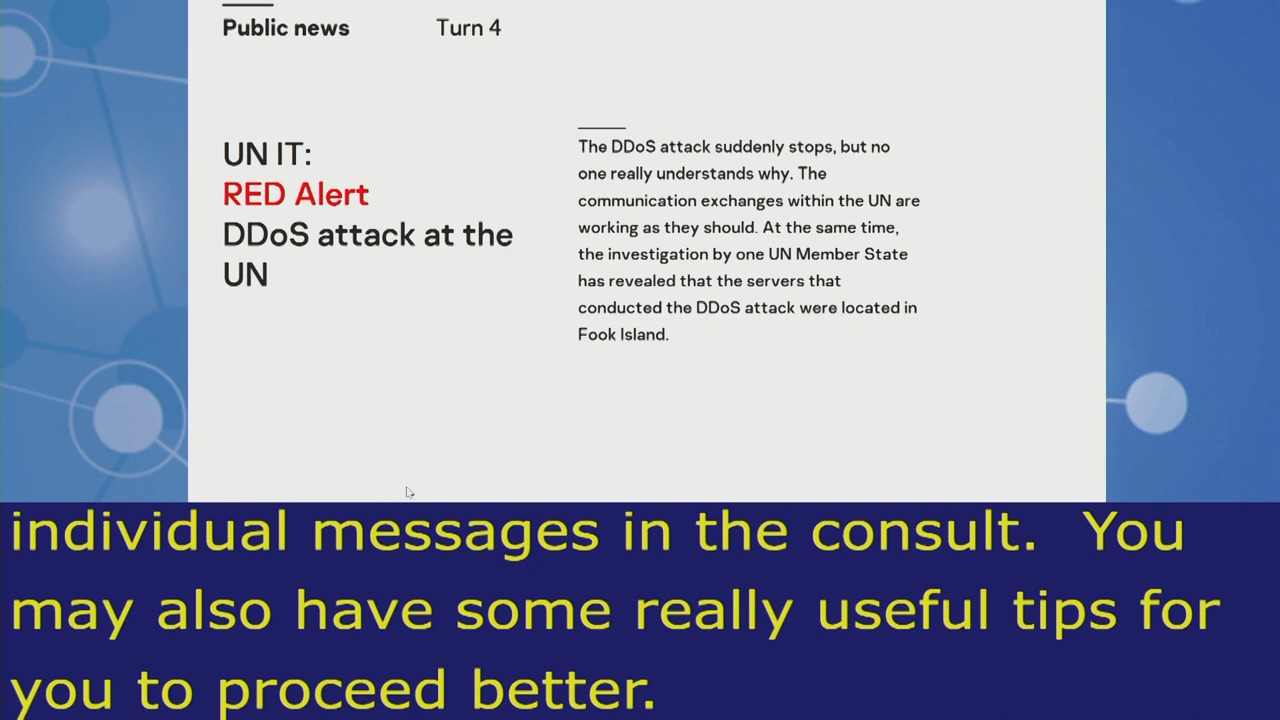 Public news
Turn 4
UN IT:
RED Alert
DDoS attack at the
UN
The DDoS attack suddenly stops, but no
one really understands why. The
communication exchanges within the UN are
working as they should. At the same time,
the investigation by one UN Member State
has revealed that the servers that
conducted the DDoS attack were located in
Fook Island.
individual messages in the consult.  You
may also have some really useful tips for
you to proceed better.